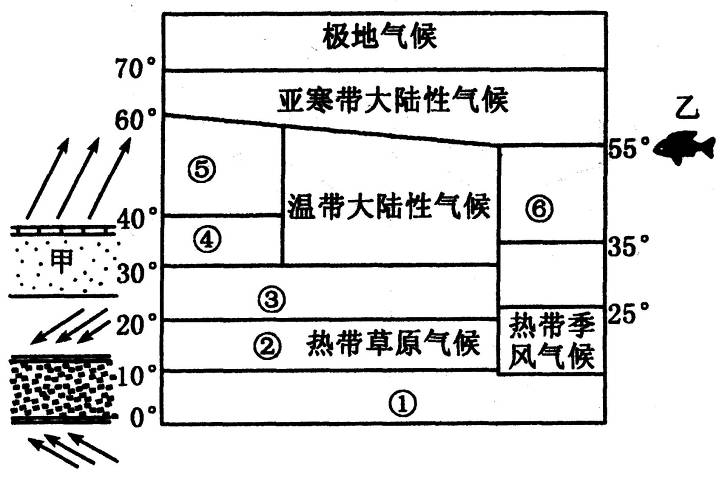 极地气候
70°
亚寒带大陆性气候
60°
乙
55°
⑤
温带大陆性气候
⑥
40°
甲
④
35°
30°
③
25°
20°
② 热带草原气候
热带季
风气候
10°
①
0°